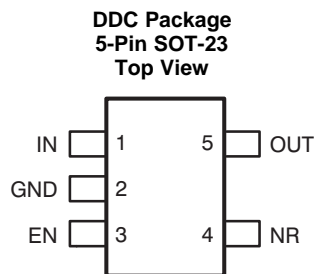 DDC Package
5-Pin SOT-23
Top View
IN 1 5 OUT
GND 2
EN 3 4 NR